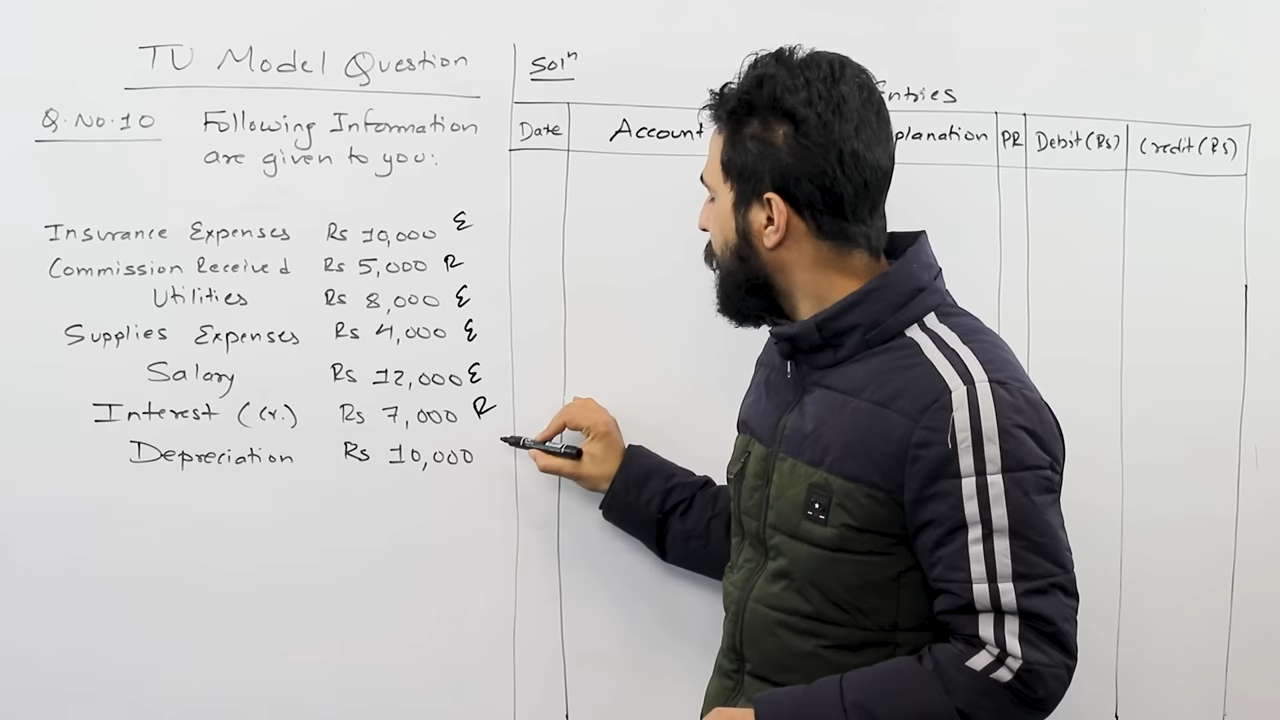 TU Model Question
Q.No.10 Following Information
are given to you:
Insurance Expenses Rs 10,000 E
Commission Received Rs 5,000 R
Utilities Rs 8,000 E
Supplies Expenses Rs 4,000 E
Salary Rs 12,000 E
Interest (Cr.) Rs 7,000 R
Depreciation Rs 10,000
Solⁿ
Entries
Date Account planation PR Debit (Rs) Credit (Rs)